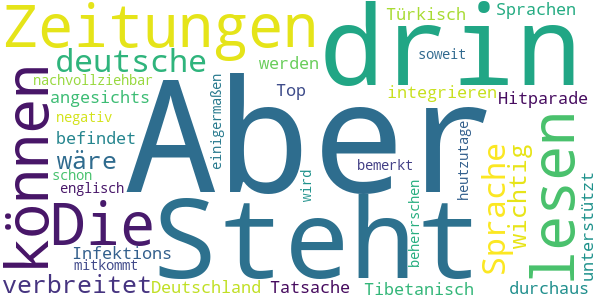 Zeitungen
drin
Türkisch
Sprachen
deutsche
werden
soweit
nachvollziehbar
angesichts
negativ
befindet
wäre
schon
englisch
können
Aber
einigermaßen
Top
integrieren
Hitparade
bemerkt
heutzutage
Sprache
wichtig
lesen
unterstützt
Die
Steht
wird
beherrschen
Infektions
mitkommt
verbreitet
Deutschland
Tatsache
Tibetanisch
durchaus